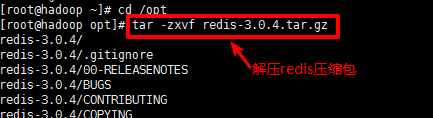 [root@hadoop ~]# cd /opt
[root@hadoop opt]# tar -zxvf redis-3.0.4.tar.gz
redis-3.0.4/
redis-3.0.4/.gitignore
redis-3.0.4/00-RELEASENOTES
redis-3.0.4/BUGS
解压redis压缩包
redis-3.0.4/CONTRIBUTING
redis-3.0.4/COPYING